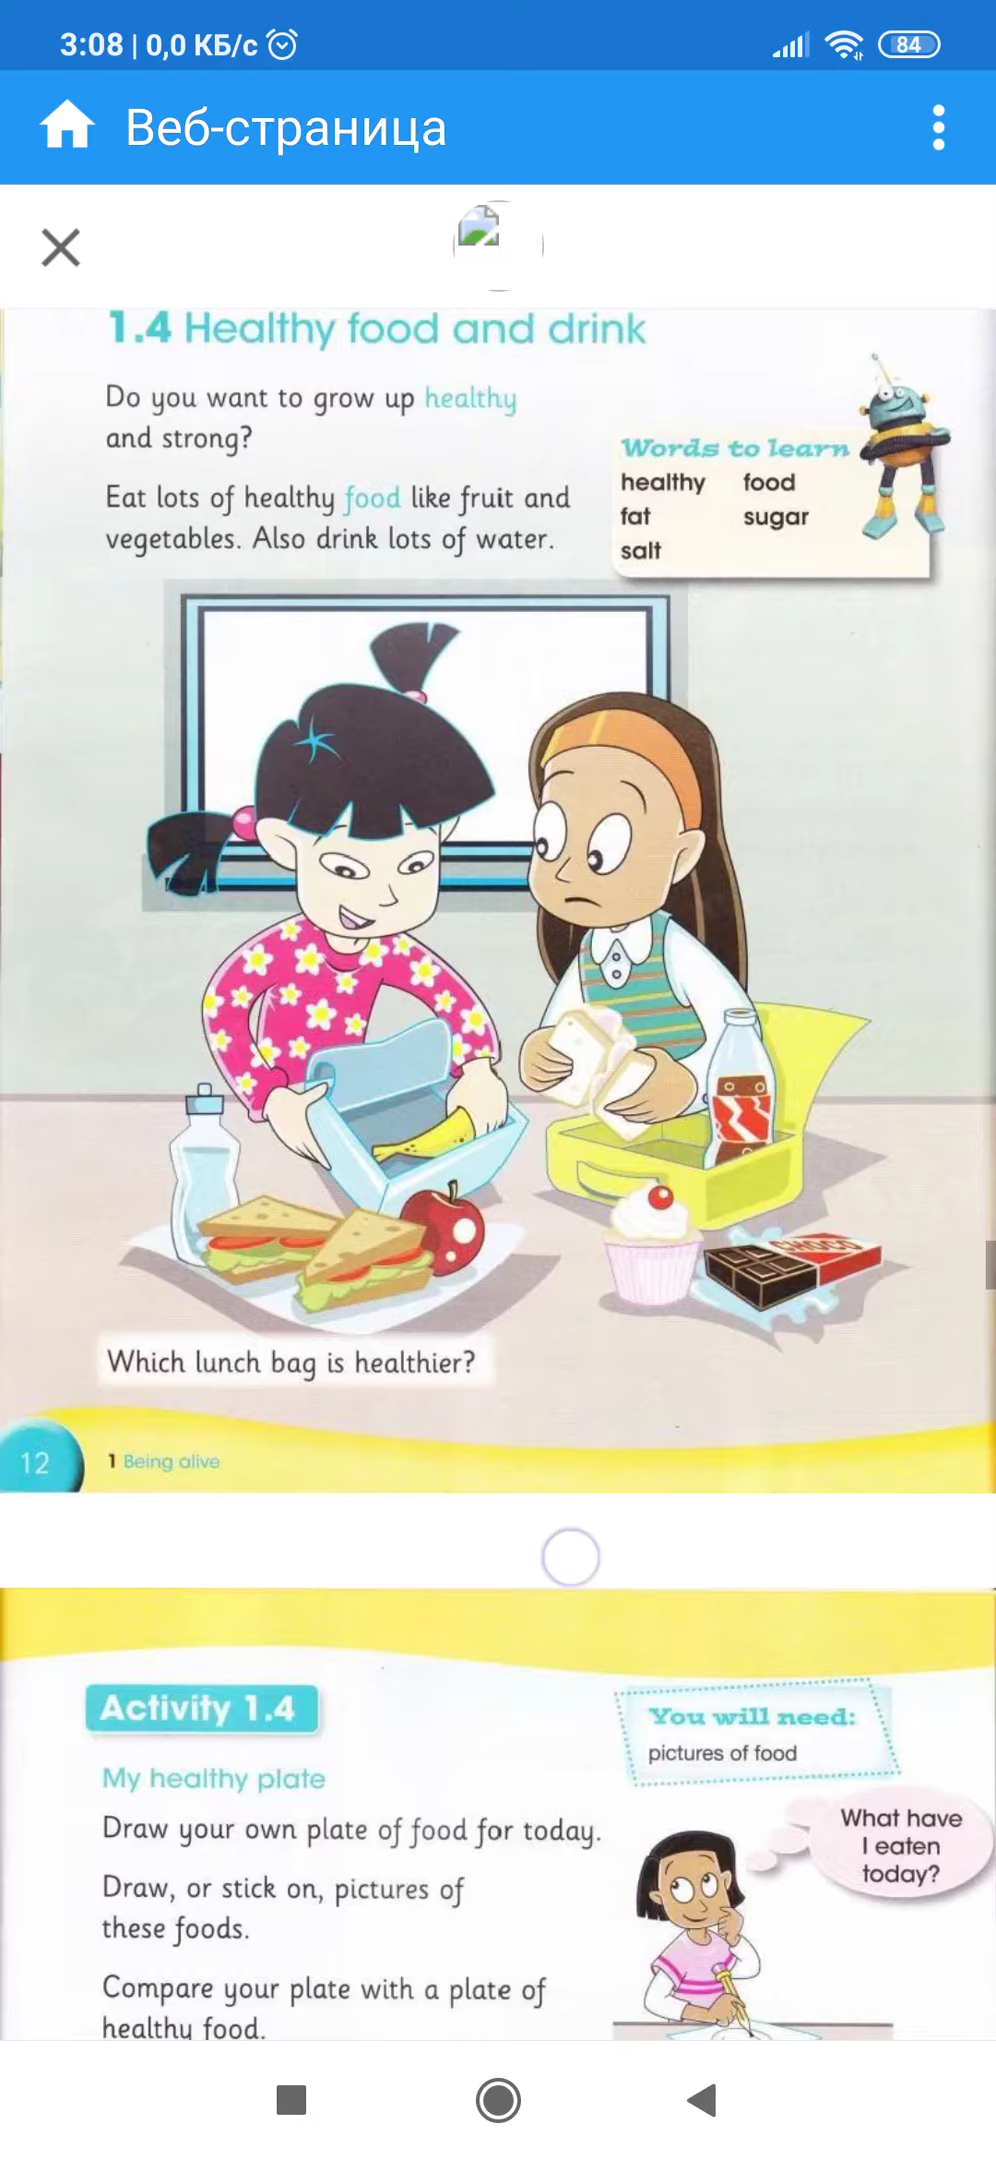 3:08 | 0,0 КБ/с
84
Веб-страница
1.4 Healthy food and drink
Do you want to grow up healthy
and strong?
Eat lots of healthy food like fruit and
vegetables. Also drink lots of water.
Words to learn
healthy food
fat sugar
salt
Which lunch bag is healthier?
12
1 Being alive
Activity 1.4
You will need:
pictures of food
My healthy plate
Draw your own plate of food for today.
Draw, or stick on, pictures of
these foods.
Compare your plate with a plate of
healthy food.
What have
I eaten
today?